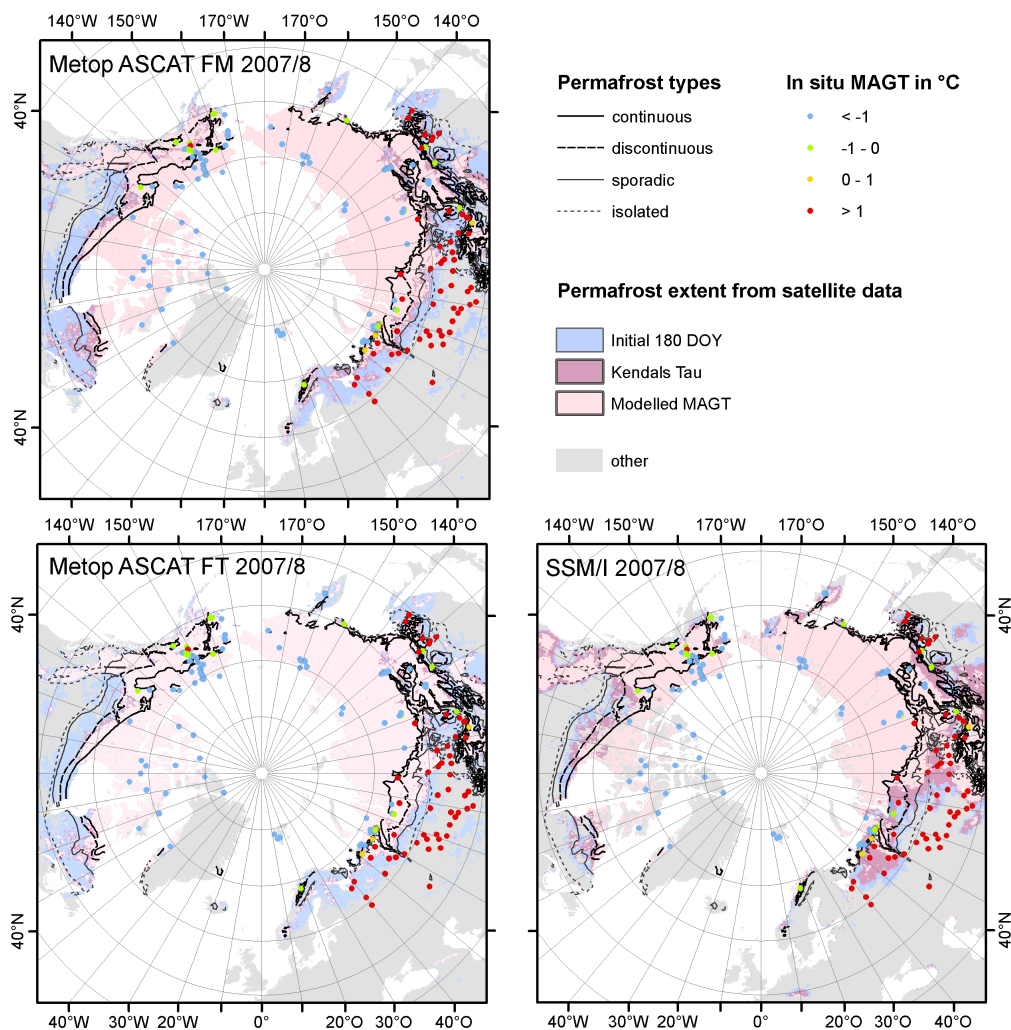 140°W 150°W 170°W 170°O 150°O 140°O
Metop ASCAT FM 2007/8
40°N
40°N
Permafrost types
continuous
discontinuous
sporadic
isolated
In situ MAGT in °C
< -1
-1 - 0
0 - 1
> 1
Permafrost extent from satellite data
Initial 180 DOY
Kendals Tau
Modelled MAGT
other
140°W 150°W 170°W 170°O 150°O 140°O
Metop ASCAT FT 2007/8
40°N
40°N
40°W 30°W 20°W 0° 20°O 30°O 40°O
140°W 150°W 170°W 170°O 150°O 140°O
SSM/I 2007/8
40°N
40°N
40°W 30°W 20°W 0° 20°O 30°O 40°O